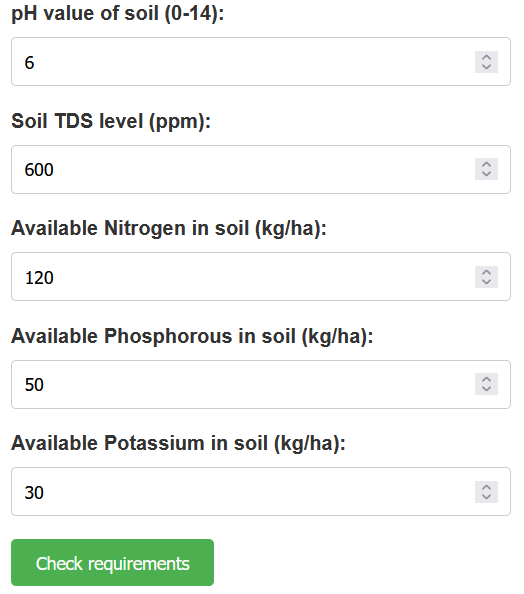 pH value of soil (0-14):
6
Soil TDS level (ppm):
600
Available Nitrogen in soil (kg/ha):
120
Available Phosphorous in soil (kg/ha):
50
Available Potassium in soil (kg/ha):
30
Check requirements